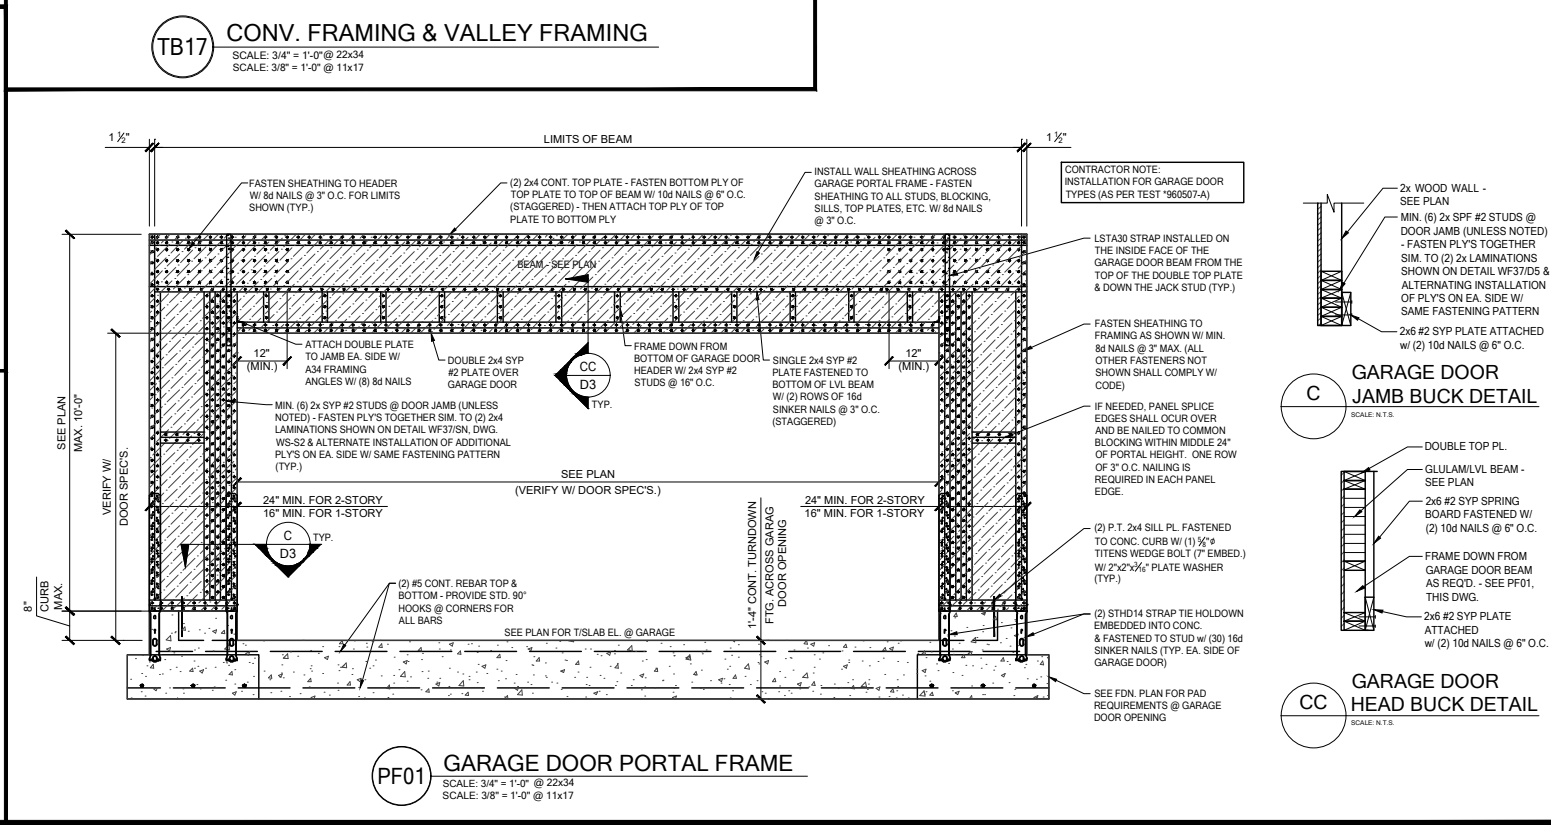 TB17
CONV. FRAMING & VALLEY FRAMING
SCALE: 3/4" = 1'-0"@ 22x34
SCALE: 3/8" = 1'-0" @ 11x17
1 ½"
LIMITS OF BEAM
1 ½"
FASTEN SHEATHING TO HEADER
W/ 8d NAILS @ 3" O.C. FOR LIMITS
SHOWN (TYP.)
(2) 2x4 CONT. TOP PLATE - FASTEN BOTTOM PLY OF
TOP PLATE TO TOP OF BEAM W/ 10d NAILS @ 6" O.C.
(STAGGERED) - THEN ATTACH TOP PLY OF TOP
PLATE TO BOTTOM PLY
INSTALL WALL SHEATHING ACROSS
GARAGE PORTAL FRAME - FASTEN
SHEATHING TO ALL STUDS, BLOCKING,
SILLS, TOP PLATES, ETC. W/ 8d NAILS
@ 3" O.C.
CONTRACTOR NOTE:
INSTALLATION FOR GARAGE DOOR
TYPES (AS PER TEST "960507-A)
BEAM - SEE PLAN
LSTA30 STRAP INSTALLED ON
THE INSIDE FACE OF THE
GARAGE DOOR BEAM FROM THE
TOP OF THE DOUBLE TOP PLATE
& DOWN THE JACK STUD (TYP.)
FASTEN SHEATHING TO
FRAMING AS SHOWN W/ MIN.
8d NAILS @ 3" MAX. (ALL
OTHER FASTENERS NOT
SHOWN SHALL COMPLY W/
CODE)
IF NEEDED, PANEL SPLICE
EDGES SHALL OCUR OVER
AND BE NAILED TO COMMON
BLOCKING WITHIN MIDDLE 24"
OF PORTAL HEIGHT. ONE ROW
OF 3" O.C. NAILING IS
REQUIRED IN EACH PANEL
EDGE.
(2) P.T. 2x4 SILL PL. FASTENED
TO CONC. CURB W/ (1) ⅝"φ
TITENS WEDGE BOLT (7" EMBED.)
W/ 2"x2"x3⁄16" PLATE WASHER
(TYP.)
(2) STHD14 STRAP TIE HOLDOWN
EMBEDDED INTO CONC.
& FASTENED TO STUD w/ (30) 16d
SINKER NAILS (TYP. EA. SIDE OF
GARAGE DOOR)
SEE FDN. PLAN FOR PAD
REQUIREMENTS @ GARAGE
DOOR OPENING
12"
(MIN.)
ATTACH DOUBLE PLATE
TO JAMB EA. SIDE W/
A34 FRAMING
ANGLES W/ (8) 8d NAILS
DOUBLE 2x4 SYP
#2 PLATE OVER
GARAGE DOOR
CC
D3
TYP.
FRAME DOWN FROM
BOTTOM OF GARAGE DOOR
HEADER W/ 2x4 SYP #2
STUDS @ 16" O.C.
SINGLE 2x4 SYP #2
PLATE FASTENED TO
BOTTOM OF LVL BEAM
W/ (2) ROWS OF 16d
SINKER NAILS @ 3" O.C.
(STAGGERED)
12"
(MIN.)
MIN. (6) 2x SYP #2 STUDS @ DOOR JAMB (UNLESS
NOTED) - FASTEN PLY'S TOGETHER SIM. TO (2) 2x4
LAMINATIONS SHOWN ON DETAIL WF37/SN, DWG.
WS-S2 & ALTERNATE INSTALLATION OF ADDITIONAL
PLY'S ON EA. SIDE W/ SAME FASTENING PATTERN
(TYP.)
SEE PLAN
MAX. 10'-0"
VERIFY W/
DOOR SPEC'S.
SEE PLAN
(VERIFY W/ DOOR SPEC'S.)
24" MIN. FOR 2-STORY
16" MIN. FOR 1-STORY
24" MIN. FOR 2-STORY
16" MIN. FOR 1-STORY
C
D3
TYP.
8"
CURB
MAX.
(2) #5 CONT. REBAR TOP &
BOTTOM - PROVIDE STD. 90°
HOOKS @ CORNERS FOR
ALL BARS
SEE PLAN FOR T/SLAB EL. @ GARAGE
1'-4" CONT. TURNDOWN
FTG. ACROSS GARAG
DOOR OPENING
PF01
GARAGE DOOR PORTAL FRAME
SCALE: 3/4" = 1'-0" @ 22x34
SCALE: 3/8" = 1'-0" @ 11x17
2x WOOD WALL -
SEE PLAN
MIN. (6) 2x SPF #2 STUDS @
DOOR JAMB (UNLESS NOTED)
- FASTEN PLY'S TOGETHER
SIM. TO (2) 2x LAMINATIONS
SHOWN ON DETAIL WF37/D5 &
ALTERNATING INSTALLATION
OF PLY'S ON EA. SIDE W/
SAME FASTENING PATTERN
2x6 #2 SYP PLATE ATTACHED
w/ (2) 10d NAILS @ 6" O.C.
C
GARAGE DOOR
JAMB BUCK DETAIL
SCALE: N.T.S.
DOUBLE TOP PL.
GLULAM/LVL BEAM -
SEE PLAN
2x6 #2 SYP SPRING
BOARD FASTENED W/
(2) 10d NAILS @ 6" O.C.
FRAME DOWN FROM
GARAGE DOOR BEAM
AS REQ'D. - SEE PF01,
THIS DWG.
2x6 #2 SYP PLATE
ATTACHED
w/ (2) 10d NAILS @ 6" O.C.
CC
GARAGE DOOR
HEAD BUCK DETAIL
SCALE: N.T.S.